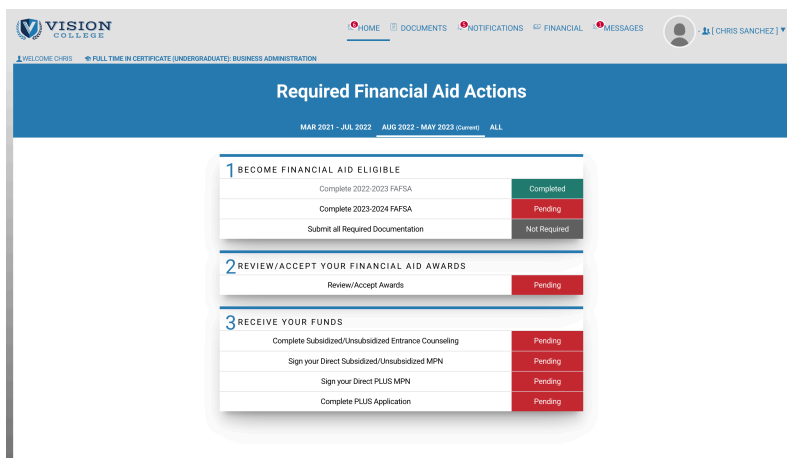 VISION
COLLEGE
6 HOME DOCUMENTS 5 NOTIFICATIONS FINANCIAL MESSAGES
- [ CHRIS SANCHEZ ] ▼
WELCOME CHRIS FULL TIME IN CERTIFICATE (UNDERGRADUATE): BUSINESS ADMINISTRATION
Required Financial Aid Actions
MAR 2021 - JUL 2022 AUG 2022 - MAY 2023 (Current) ALL
1 BECOME FINANCIAL AID ELIGIBLE
Complete 2022-2023 FAFSA Completed
Complete 2023-2024 FAFSA Pending
Submit all Required Documentation Not Required
2 REVIEW/ACCEPT YOUR FINANCIAL AID AWARDS
Review/Accept Awards Pending
3 RECEIVE YOUR FUNDS
Complete Subsidized/Unsubsidized Entrance Counseling Pending
Sign your Direct Subsidized/Unsubsidized MPN Pending
Sign your Direct PLUS MPN Pending
Complete PLUS Application Pending